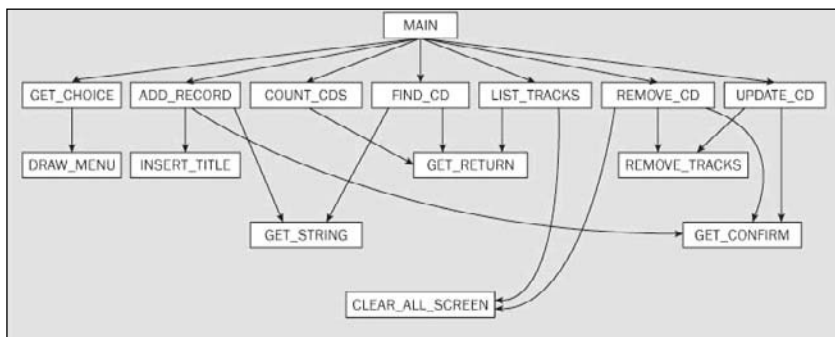 MAIN
GET_CHOICE ADD_RECORD COUNT_CDS FIND_CD LIST_TRACKS REMOVE_CD UPDATE_CD
DRAW_MENU INSERT_TITLE GET_RETURN REMOVE_TRACKS
GET_STRING GET_CONFIRM
CLEAR_ALL_SCREEN